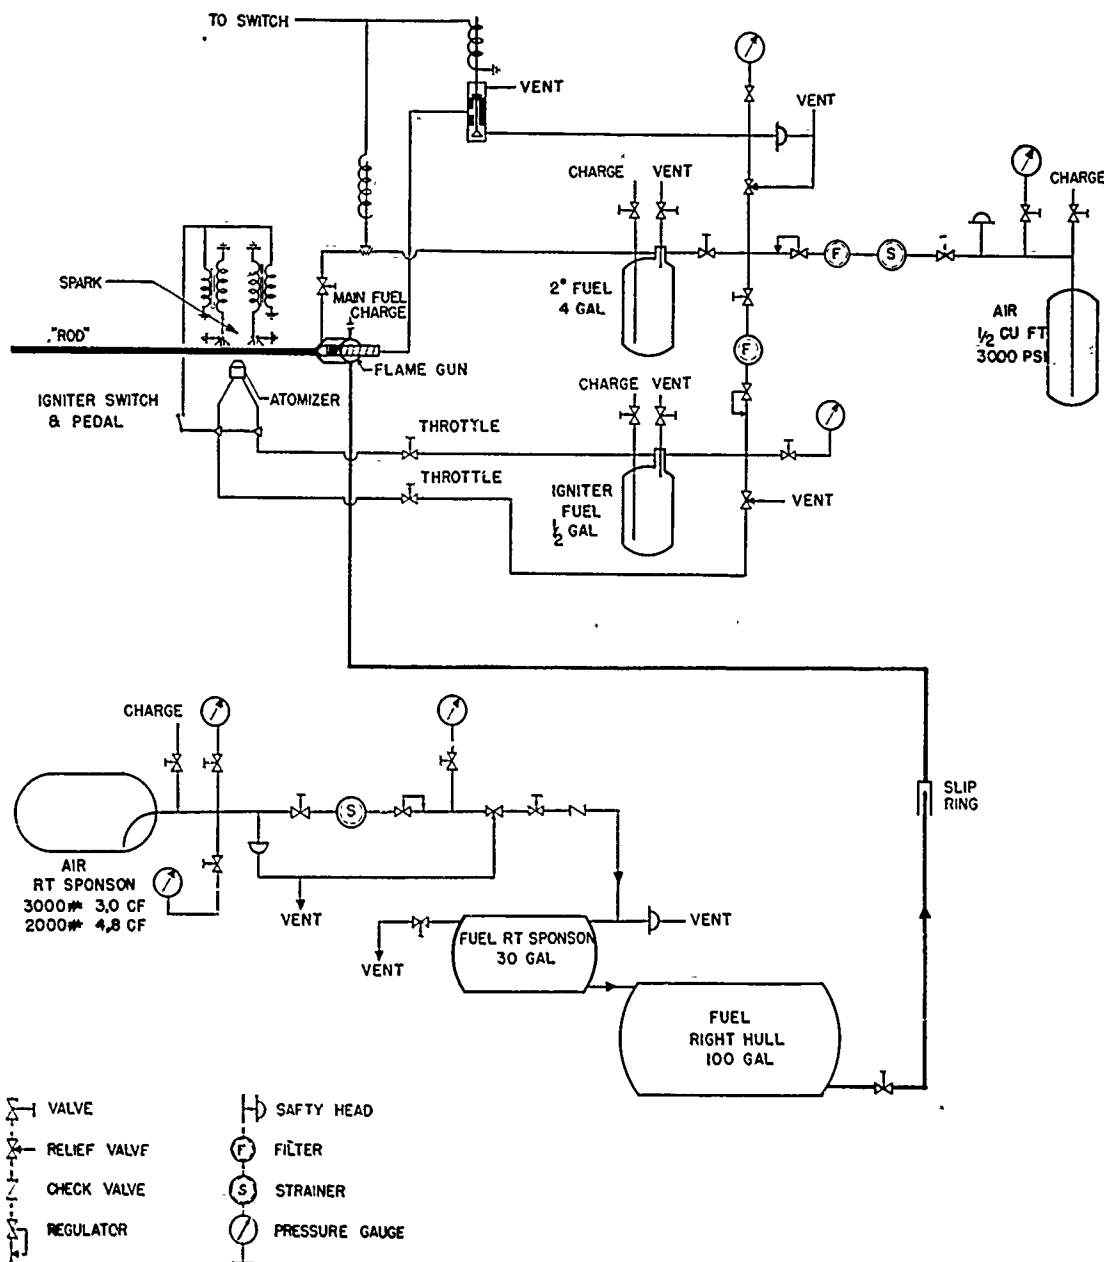 TO SWITCH
VENT
VENT
CHARGE VENT
CHARGE
SPARK
MAIN FUEL
CHARGE
2° FUEL
4 GAL
F
S
AIR
1/2 CU FT
3000 PSI
"ROD"
F
FLAME GUN
CHARGE VENT
IGNITER SWITCH
& PEDAL
ATOMIZER
THROTTLE
THROTTLE
IGNITER
FUEL
1/2 GAL
VENT
CHARGE
SLIP
RING
S
AIR
RT SPONSON
3000# 3.0 CF
2000# 4.8 CF
VENT
VENT
FUEL RT SPONSON
30 GAL
VENT
FUEL
RIGHT HULL
100 GAL
VALVE
SAFTY HEAD
RELIEF VALVE
F FILTER
CHECK VALVE
S STRAINER
REGULATOR
PRESSURE GAUGE